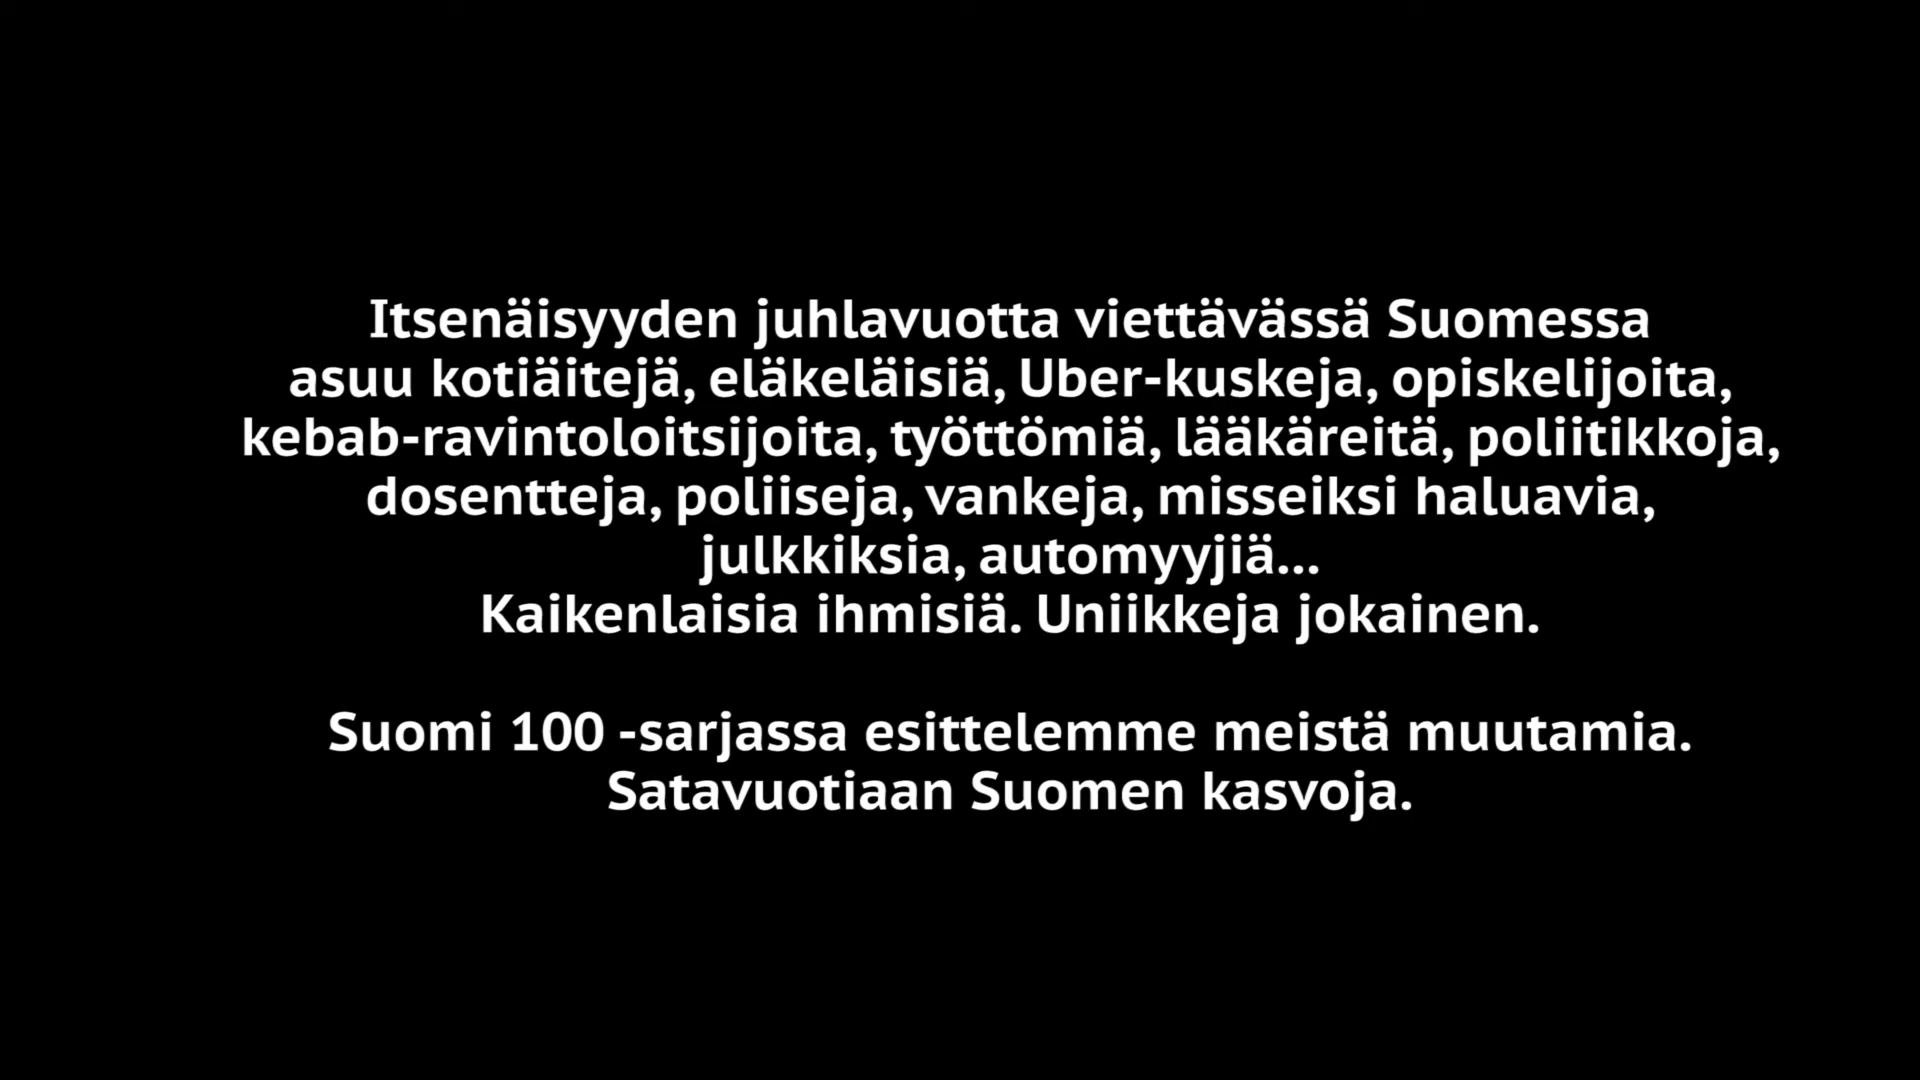 Itsenäisyyden juhlavuotta viettävässä Suomessa
asuu kotiäitejä, eläkeläisiä, Uber-kuskeja, opiskelijoita,
kebab-ravintoloitsijoita, työttömiä, lääkäreitä, poliitikkoja,
dosentteja, poliiseja, vankeja, misseiksi haluavia,
julkkiksia, automyyjiä...
Kaikenlaisia ihmisiä. Uniikkeja jokainen.
Suomi 100 -sarjassa esittelemme meistä muutamia.
Satavuotiaan Suomen kasvoja.